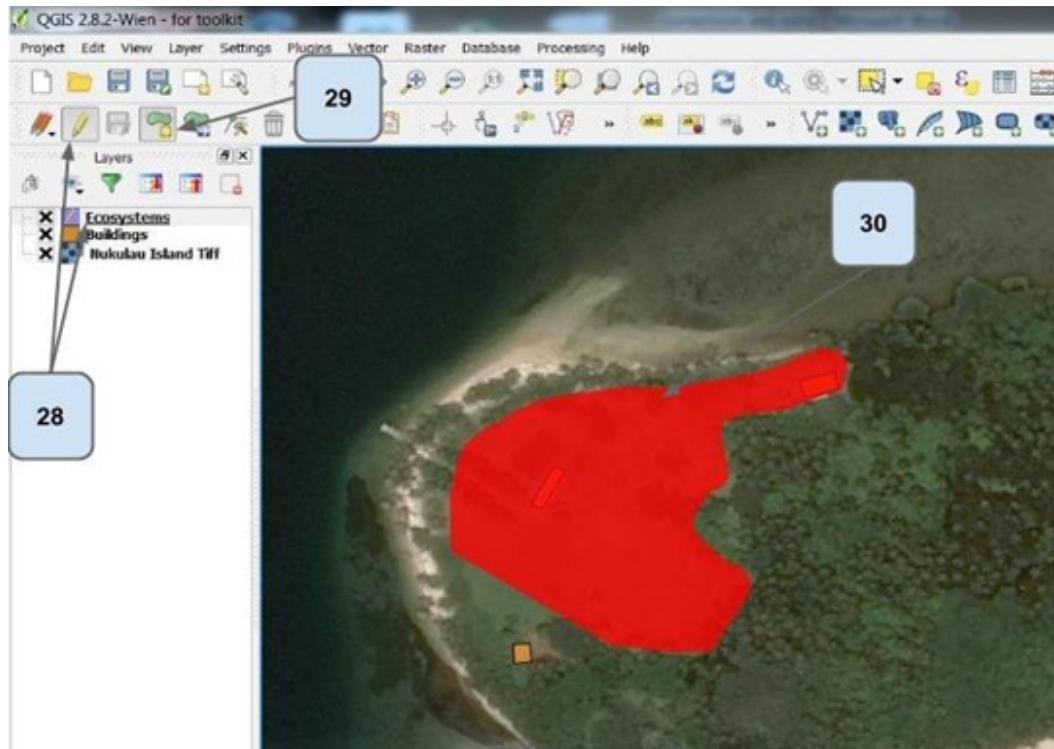 QGIS 2.8.2-Wien - for toolkit
Project Edit View Layer Settings Plugins Vector Raster Database Processing Help
29
Layers
Ecosystems
Buildings
Nukulau Island Tiff
30
28